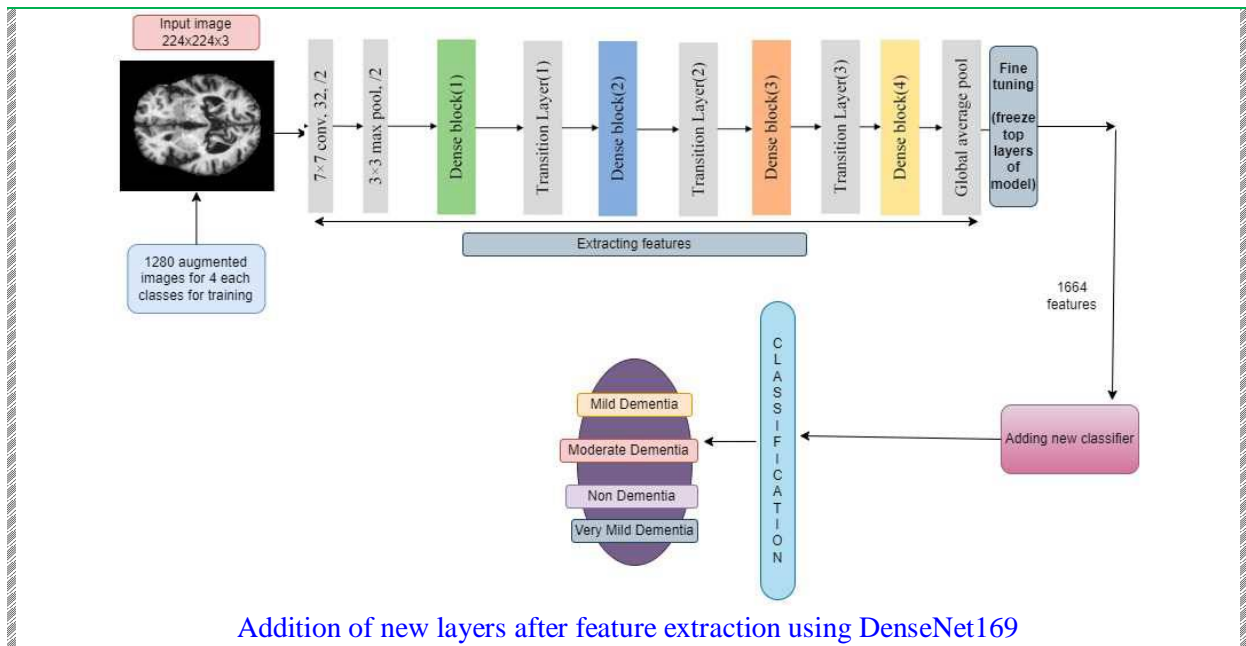 Input image
224x224x3
7×7 conv, 32, /2
3×3 max pool, /2
Dense block(1)
Transition Layer(1)
Dense block(2)
Transition Layer(2)
Dense block(3)
Transition Layer(3)
Dense block(4)
Global average pool
Fine
tuning
(freeze
top
layers
of
model)
Extracting features
1280 augmented
images for 4 each
classes for training
1664
features
Adding new classifier
CLASSIFICATION
Mild Dementia
Moderate Dementia
Non Dementia
Very Mild Dementia
Addition of new layers after feature extraction using DenseNet169